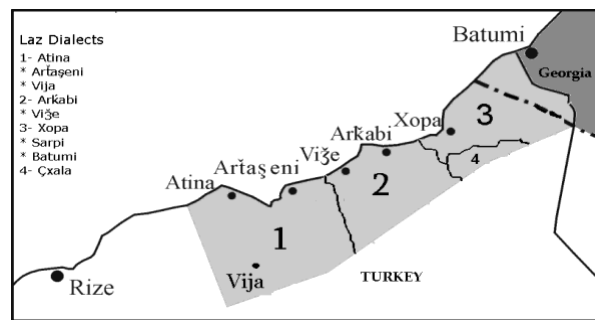 Laz Dialects
1- Atina
* Arťaşeni
* Vija
2- Arǩabi
* Viǯe
3- Xopa
* Sarpi
* Batumi
4- Çxala
Batumi
Georgia
Xopa
3
Arǩabi
4
Viǯe
Arťaşeni
2
Atina
1
Vija
TURKEY
Rize